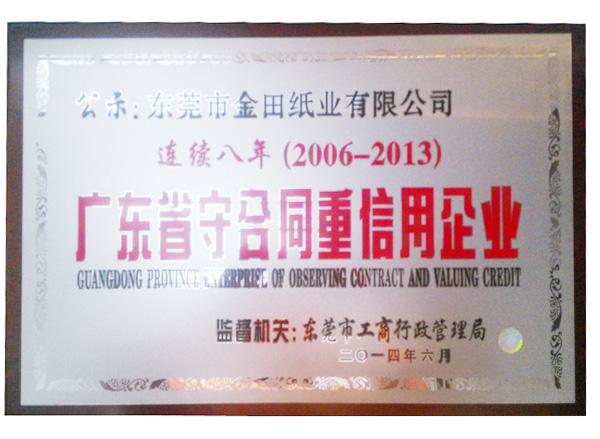 公示:东莞市金田纸业有限公司
连续八年(2006-2013)
广东省守合同重信用企业
GUANGDONG PROVINCE ENTERPRISE OF OBSERVING CONTRACT AND VALUING CREDIT
监督机关:东莞市工商行政管理局
二〇一四年六月